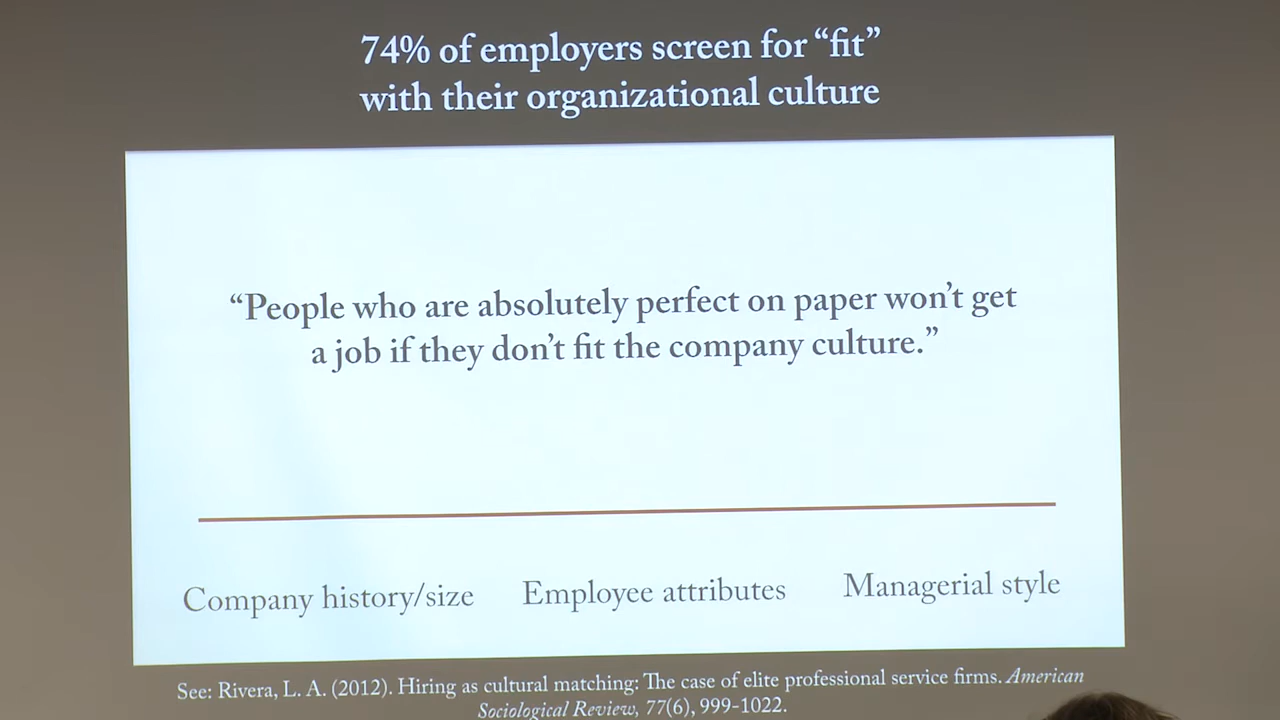 74% of employers screen for “fit”
with their organizational culture
“People who are absolutely perfect on paper won’t get
a job if they don’t fit the company culture.”
Company history/size Employee attributes Managerial style
See: Rivera, L. A. (2012). Hiring as cultural matching: The case of elite professional service firms. American
Sociological Review, 77(6), 999-1022.